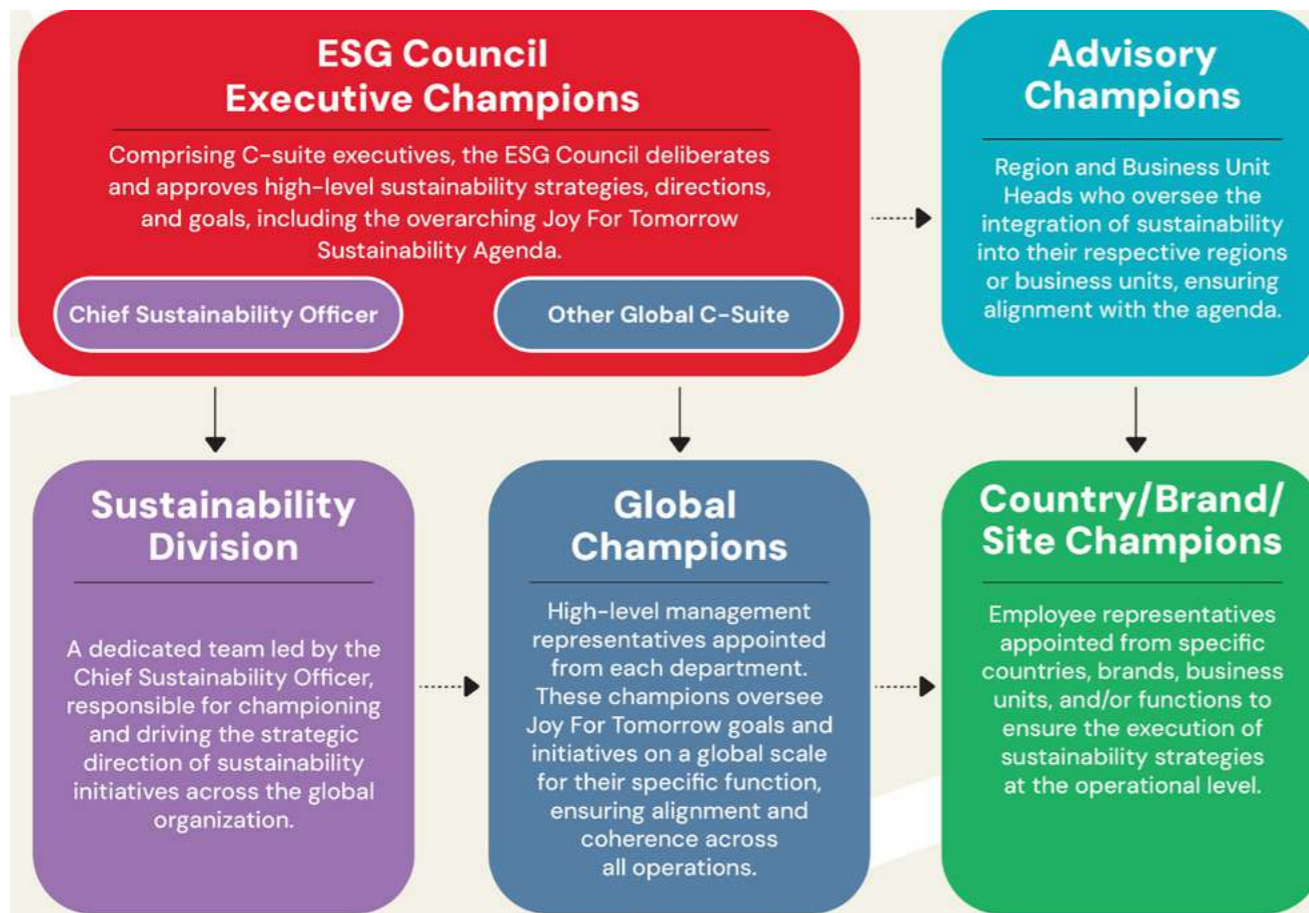 ESG Council
Executive Champions
Comprising C-suite executives, the ESG Council deliberates
and approves high-level sustainability strategies, directions,
and goals, including the overarching Joy For Tomorrow
Sustainability Agenda.
Chief Sustainability Officer
Other Global C-Suite
Advisory
Champions
Region and Business Unit
Heads who oversee the
integration of sustainability
into their respective regions
or business units, ensuring
alignment with the agenda.
Sustainability
Division
A dedicated team led by the
Chief Sustainability Officer,
responsible for championing
and driving the strategic
direction of sustainability
initiatives across the global
organization.
Global
Champions
High-level management
representatives appointed
from each department.
These champions oversee
Joy For Tomorrow goals and
initiatives on a global scale
for their specific function,
ensuring alignment and
coherence across
all operations.
Country/Brand/
Site Champions
Employee representatives
appointed from specific
countries, brands, business
units, and/or functions to
ensure the execution of
sustainability strategies
at the operational level.